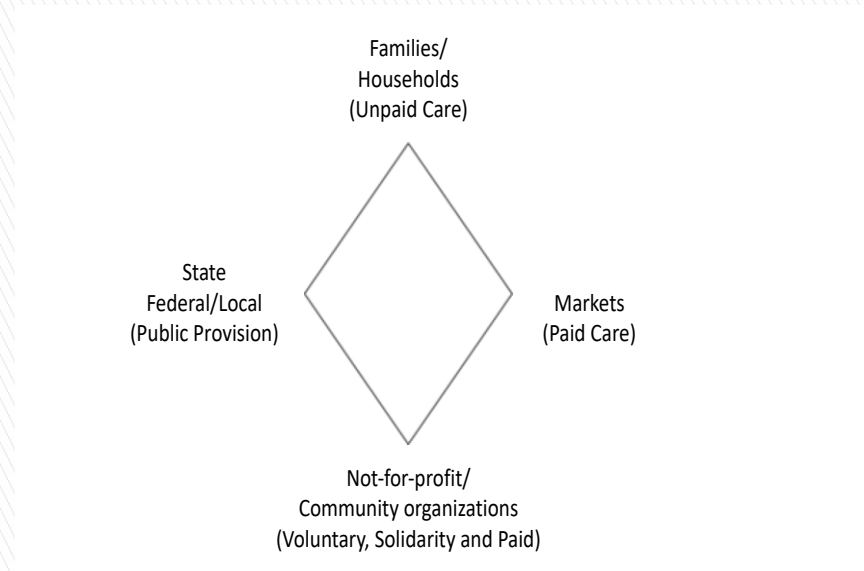 Families/
Households
(Unpaid Care)
State
Federal/Local
(Public Provision)
Markets
(Paid Care)
Not-for-profit/
Community organizations
(Voluntary, Solidarity and Paid)